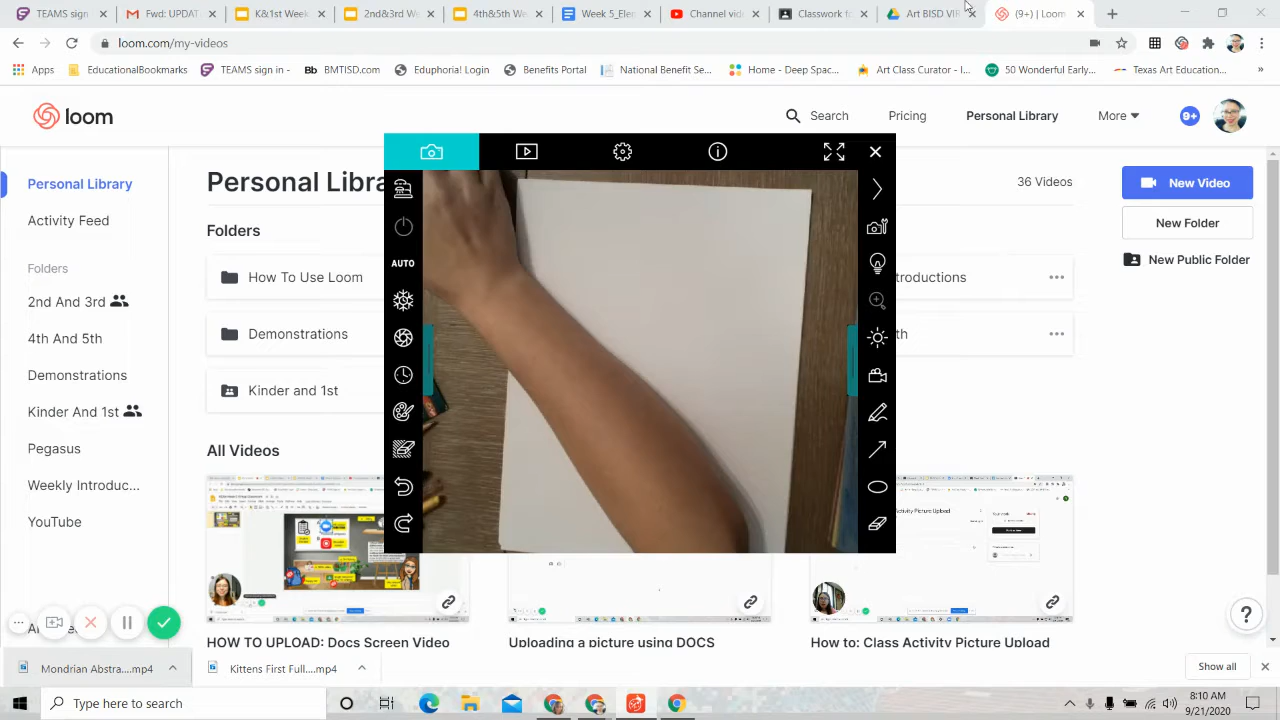 TEAMS sign i...
Fwd: UPDATI
K&1st Week
2nd&3rd W
4th&5th We
Week 5_Elep
Channel vid
Classwork fo
Art BISD VIR
(9+) | Loom
loom.com/my-videos
Apps
EducationalBookmarks
TEAMS sign in
BMTISD.com
Eduphoria! Login
Benefits Portal
National Benefit Se...
Home - Deep Spac...
Art Class Curator - I...
50 Wonderful Early...
Texas Art Education...
»
loom
Search
Pricing
Personal Library
More
9+
Personal Library
Activity Feed
Folders
2nd And 3rd
4th And 5th
Demonstrations
Kinder And 1st
Pegasus
Weekly Introduc...
YouTube
Personal Libra
36 Videos
New Video
New Folder
New Public Folder
Folders
How To Use Loom
troductions
Demonstrations
th
Kinder and 1st
AUTO
All Videos
HOW TO UPLOAD: Docs Screen Video
Uploading a picture using DOCS
How to: Class Activity Picture Upload
?
Mondrian Abstra....mp4
Kittens First Full....mp4
Show all
Type here to search
8:10 AM
9/21/2020